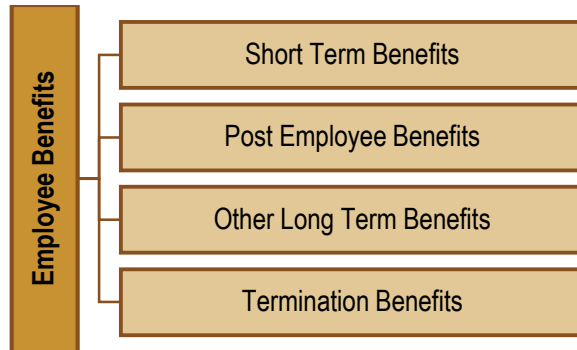 Employee Benefits
Short Term Benefits
Post Employee Benefits
Other Long Term Benefits
Termination Benefits